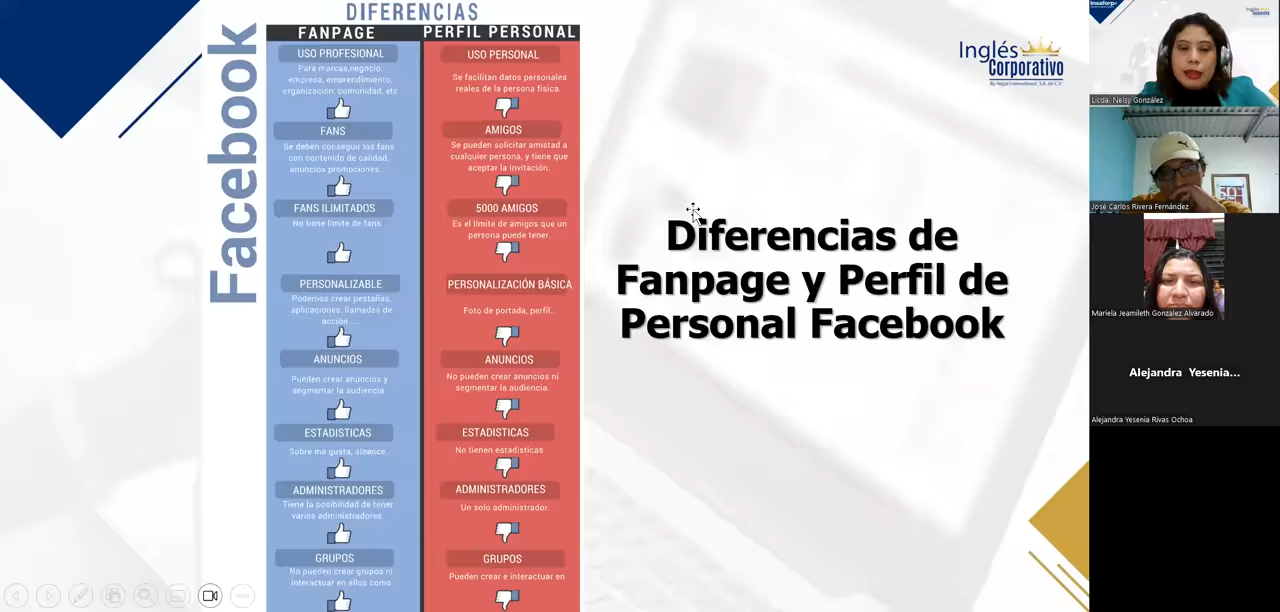 DIFERENCIAS
Facebook
FANPAGE
USO PROFESIONAL
Para marcas,negocio,
empresa, emprendimiento,
organización, comunidad, etc
FANS
Se deben conseguir los fans
con contenido de calidad,
anuncios promociones..
FANS ILIMITADOS
No tiene límite de fans
PERSONALIZABLE
Podemos crear pestañas,
aplicaciones, llamadas de
acción ....
ANUNCIOS
Pueden crear anuncios y
segmentar la audiencia
ESTADISTICAS
Sobre me gusta, alcance.
ADMINISTRADORES
Tiene la posibilidad de tener
varios administradores.
GRUPOS
No pueden crear grupos ni
interactuar en ellos como
PERFIL PERSONAL
USO PERSONAL
Se facilitan datos personales
reales de la persona física.
AMIGOS
Se pueden solicitar amistad a
cualquier persona, y tiene que
aceptar la invitación.
5000 AMIGOS
Es el límite de amigos que un
persona puede tener.
PERSONALIZACIÓN BÁSICA
Foto de portada, perfil..
ANUNCIOS
No pueden crear anuncios ni
segmentar la audiencia.
ESTADISTICAS
No tienen estadísticas
ADMINISTRADORES
Un solo administrador.
GRUPOS
Pueden crear e interactuar en
Diferencias de
Fanpage y Perfil de
Personal Facebook
Inglés
Corporativo
By Regal International, S.A. de C.V.
Insaforp
Licda. Nelsy González
José Carlos Rivera Fernández
Mariela Jeamileth Gonzalez Alvarado
Alejandra Yesenia...
Alejandra Yesenia Rivas Ochoa